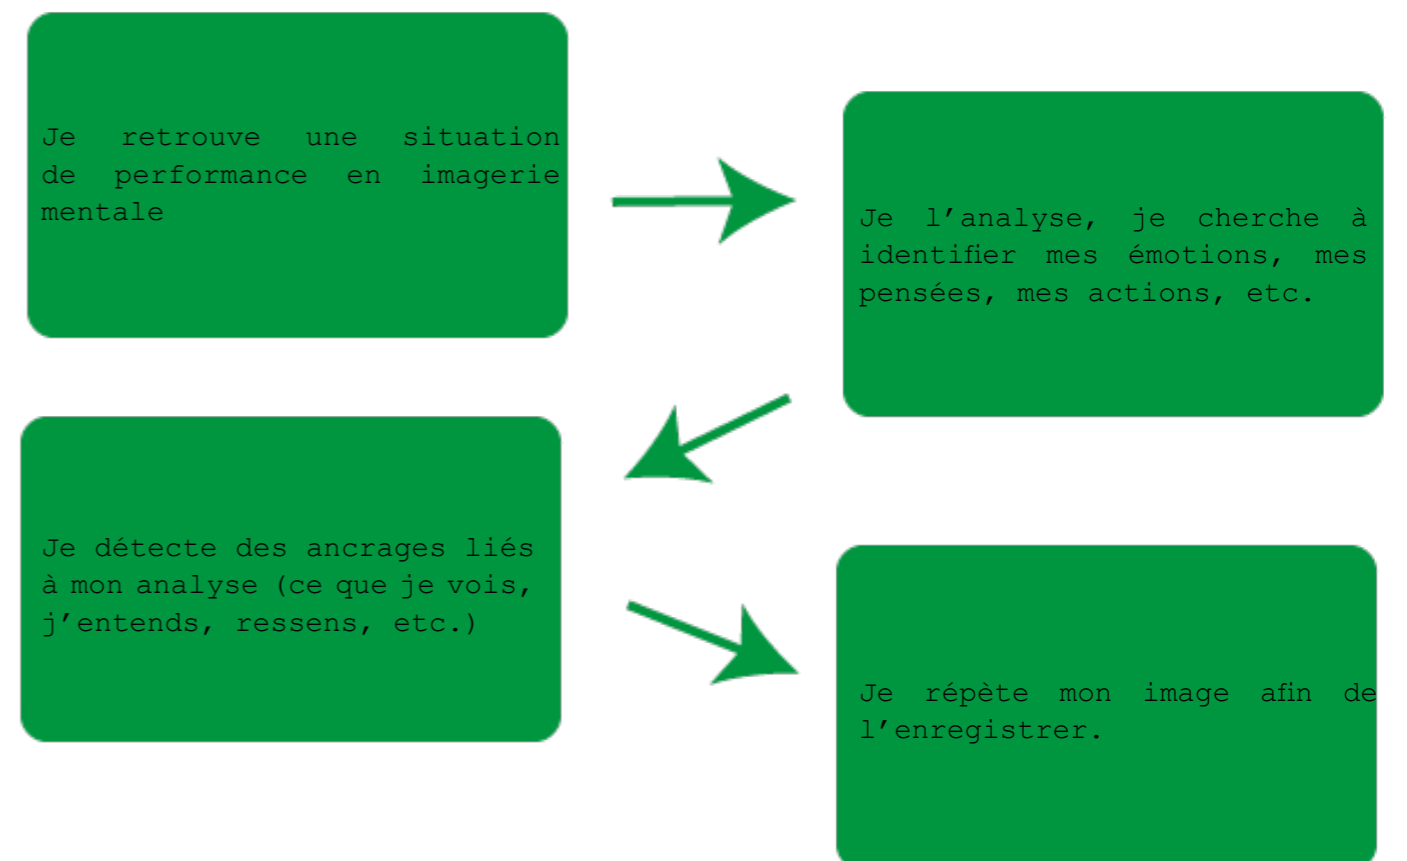 Je retrouve une situation
de performance en imagerie
mentale
Je l’analyse, je cherche à
identifier mes émotions, mes
pensées, mes actions, etc.
Je détecte des ancrages liés
à mon analyse (ce que je vois,
j’entends, ressens, etc.)
Je répète mon image afin de
l’enregistrer.